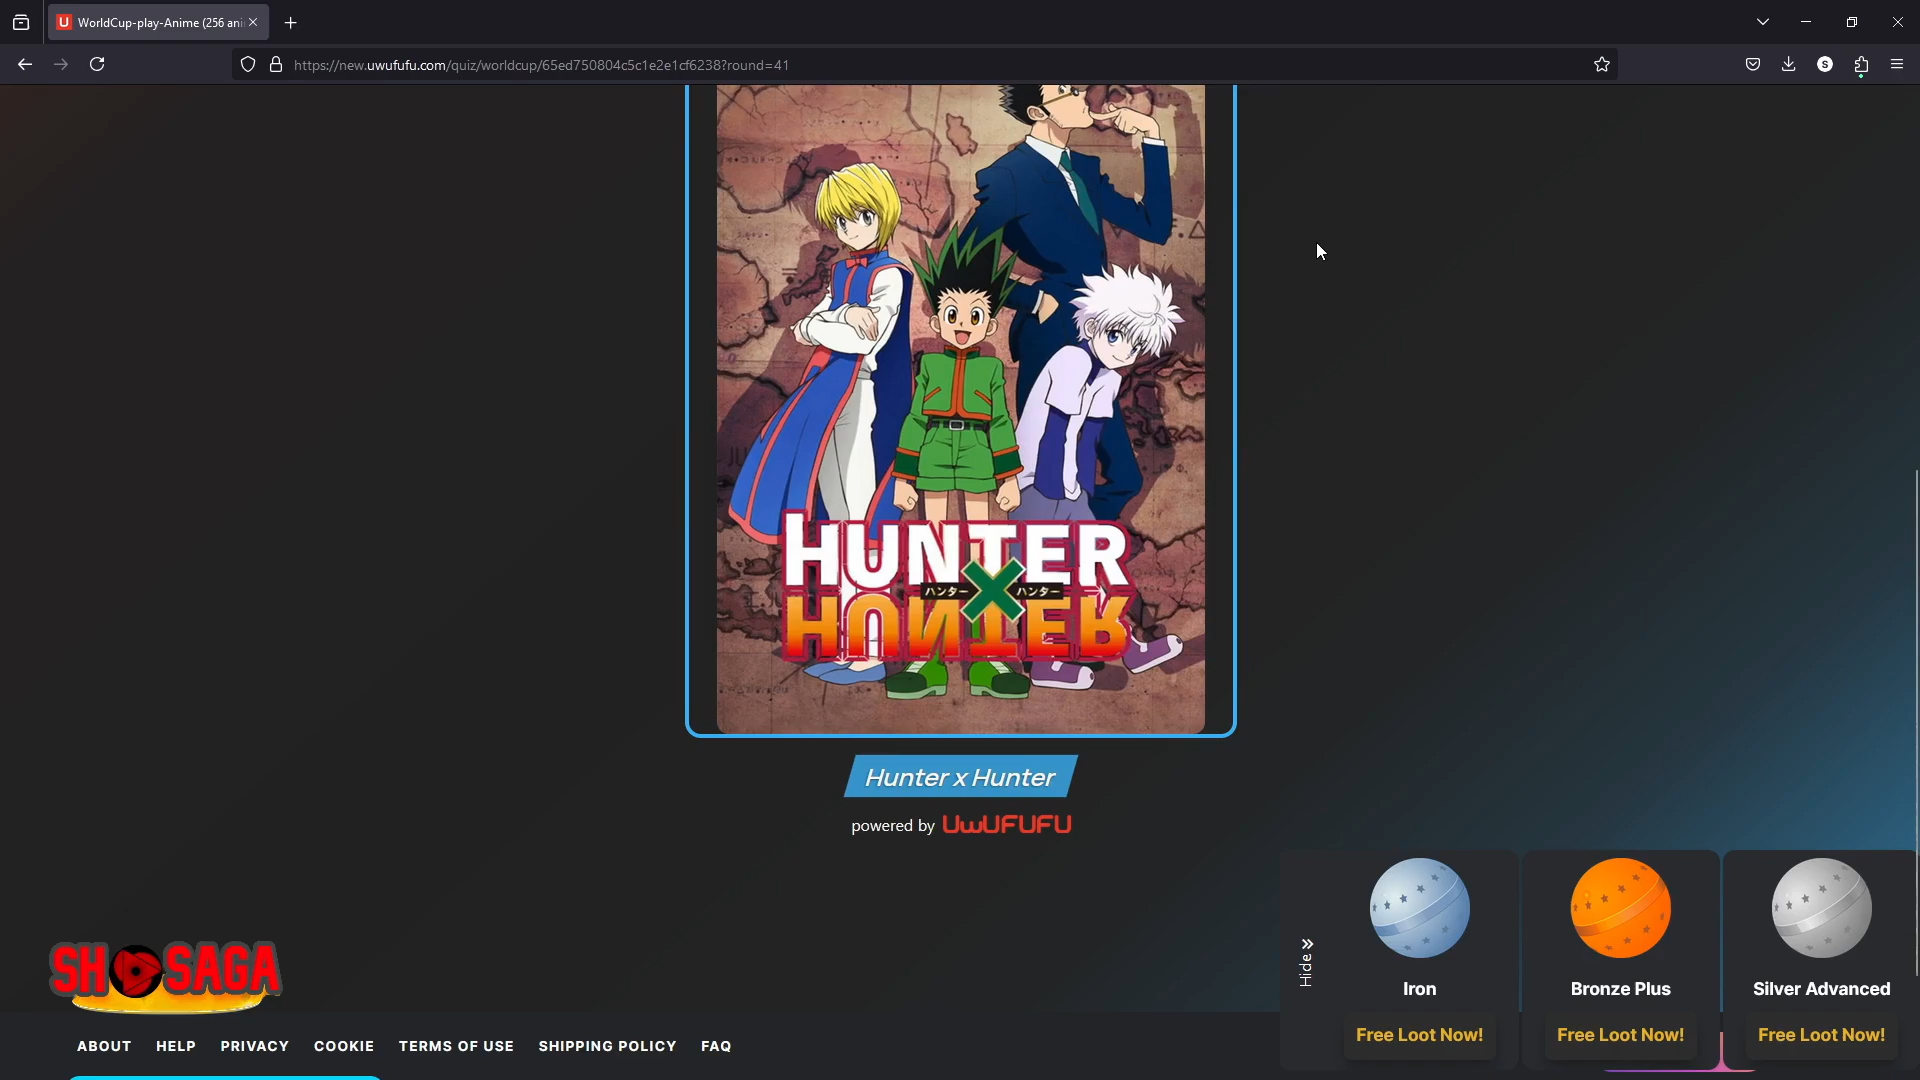 WorldCup-play-Anime (256 ani
https://new.uwufufu.com/quiz/worldcup/65ed750804c5c1e2e1cf6238?round=41
S
HUNTER
ハンター X ハンター
HUNTER
Hunter x Hunter
powered by UwUFUFU
Hide
Iron
Bronze Plus
Silver Advanced
Free Loot Now!
Free Loot Now!
Free Loot Now!
SHOSAGA
ABOUT HELP PRIVACY COOKIE TERMS OF USE SHIPPING POLICY FAQ